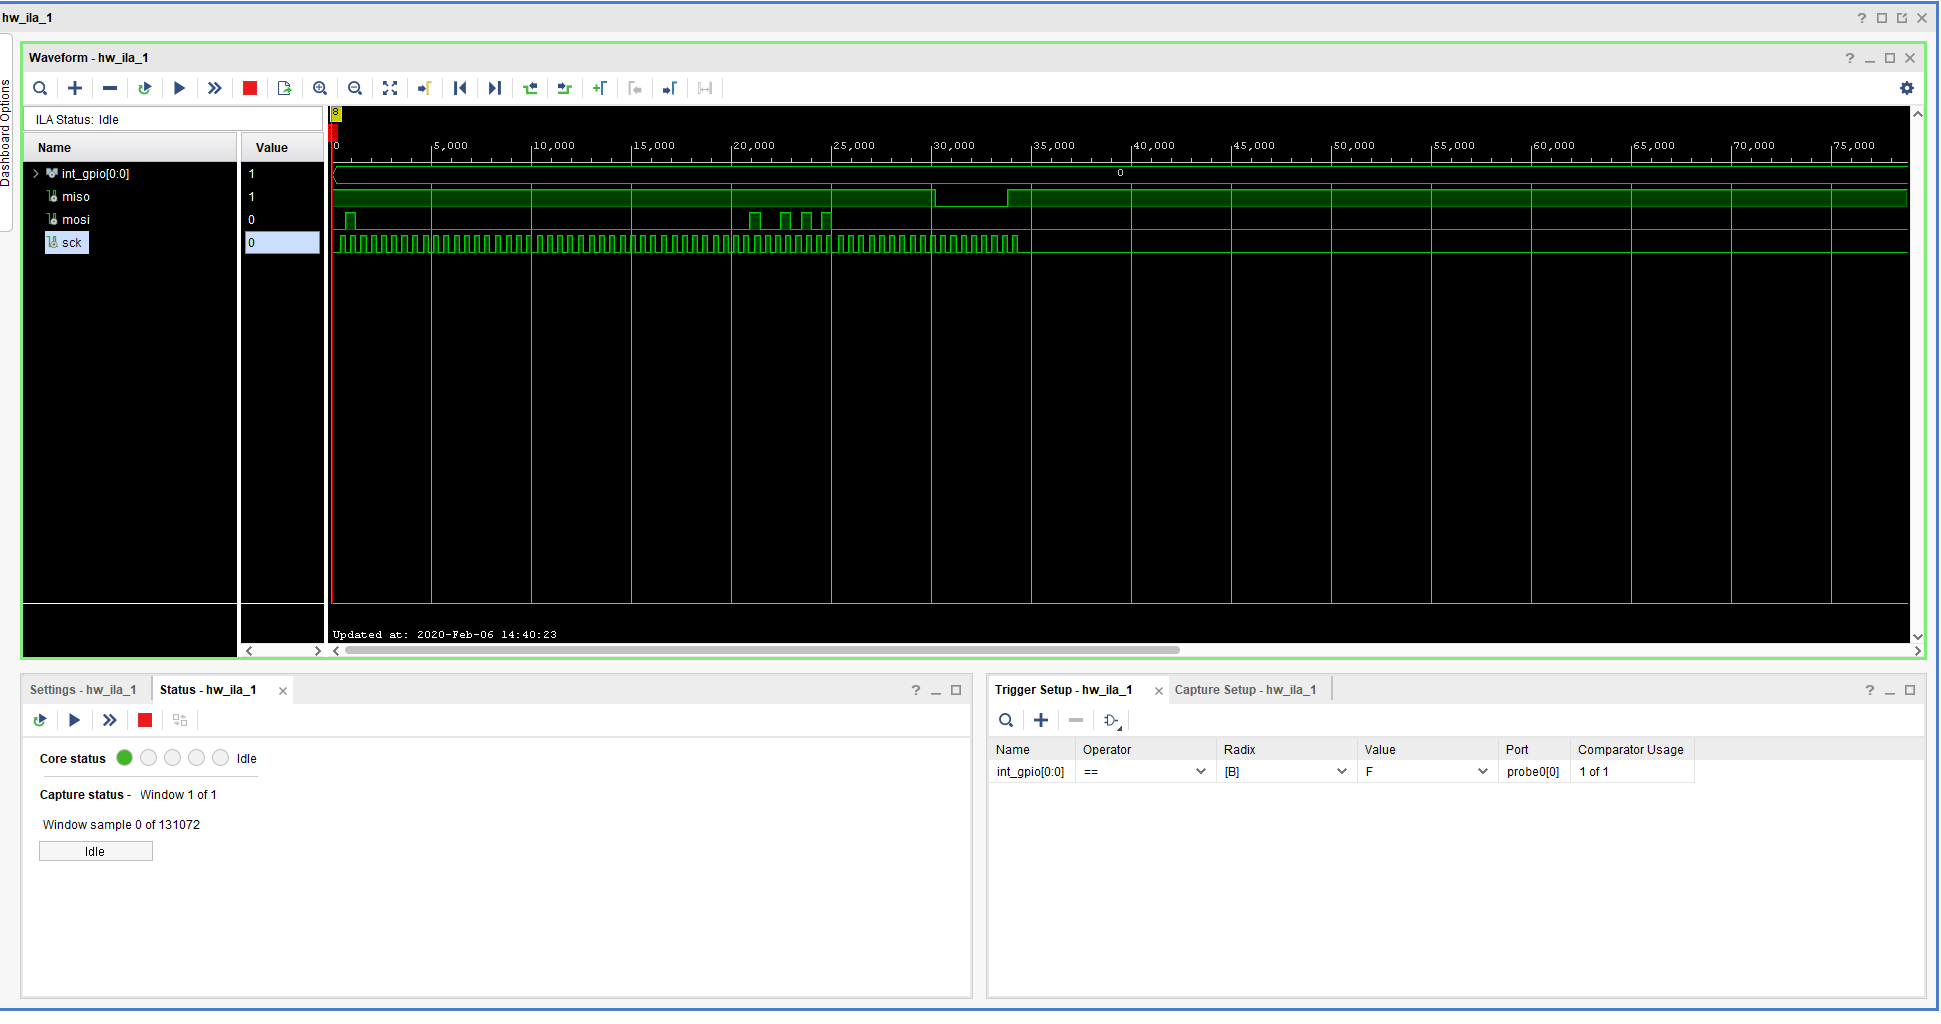 hw_ila_1
Dashboard Options
Waveform - hw_ila_1
ILA Status: Idle
8
Name Value
0 5,000 10,000 15,000 20,000 25,000 30,000 35,000 40,000 45,000 50,000 55,000 60,000 65,000 70,000 75,000
int_gpio[0:0] 1 0
miso 1
mosi 0
sck 0
Updated at: 2020-Feb-06 14:40:23
Settings - hw_ila_1 Status - hw_ila_1
Core status Idle
Capture status - Window 1 of 1
Window sample 0 of 131072
Idle
Trigger Setup - hw_ila_1 Capture Setup - hw_ila_1
Name Operator Radix Value Port Comparator Usage
int_gpio[0:0] == [B] F probe0[0] 1 of 1